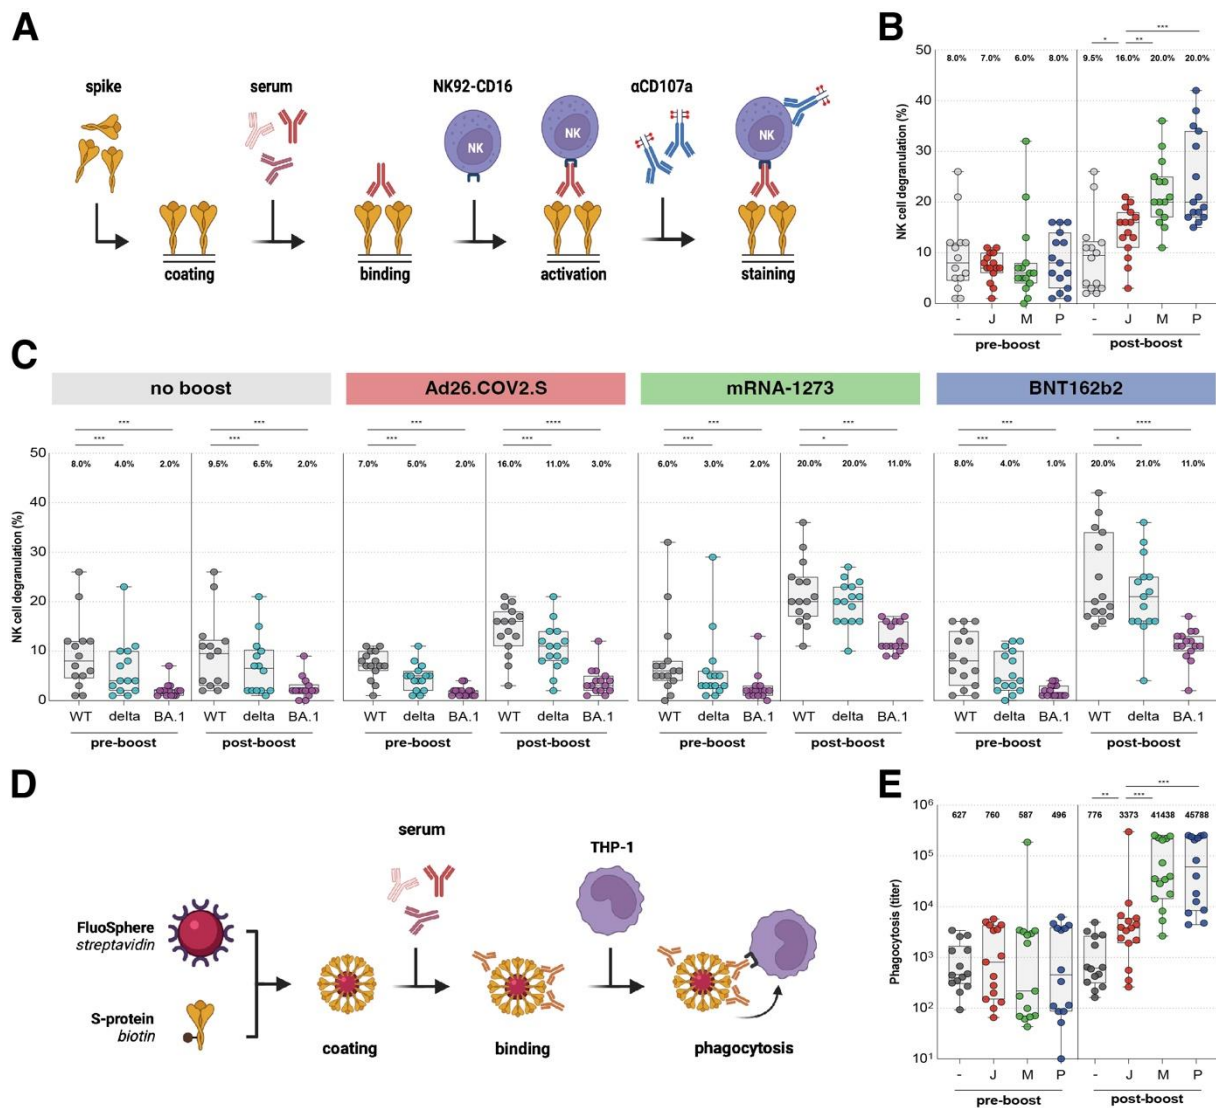 A
spike
serum
NK92-CD16
αCD107a
NK
NK
NK
coating
binding
activation
staining
B
* ** ***
NK cell degranulation (%)
50
40
30
20
10
0
8.0% 7.0% 6.0% 8.0% 9.5% 16.0% 20.0% 20.0%
- J M P - J M P
pre-boost post-boost
C
no boost Ad26.COV2.S mRNA-1273 BNT162b2
*** *** *** **** *** *** *** ****
*** *** *** *** *** * *** *
NK cell degranulation (%)
50
40
30
20
10
0
8.0% 4.0% 2.0% 9.5% 6.5% 2.0% 7.0% 5.0% 2.0% 16.0% 11.0% 3.0% 6.0% 3.0% 2.0% 20.0% 20.0% 11.0% 8.0% 4.0% 1.0% 20.0% 21.0% 11.0%
WT delta BA.1 WT delta BA.1 WT delta BA.1 WT delta BA.1 WT delta BA.1 WT delta BA.1 WT delta BA.1 WT delta BA.1
pre-boost post-boost pre-boost post-boost pre-boost post-boost pre-boost post-boost
D
FluoSphere
streptavidin
S-protein
biotin
serum
THP-1
coating
binding
phagocytosis
E
***
** ***
Phagocytosis (titer)
10⁶
10⁵
10⁴
10³
10²
10¹
627 760 587 496 776 3373 41438 45788
- J M P - J M P
pre-boost post-boost